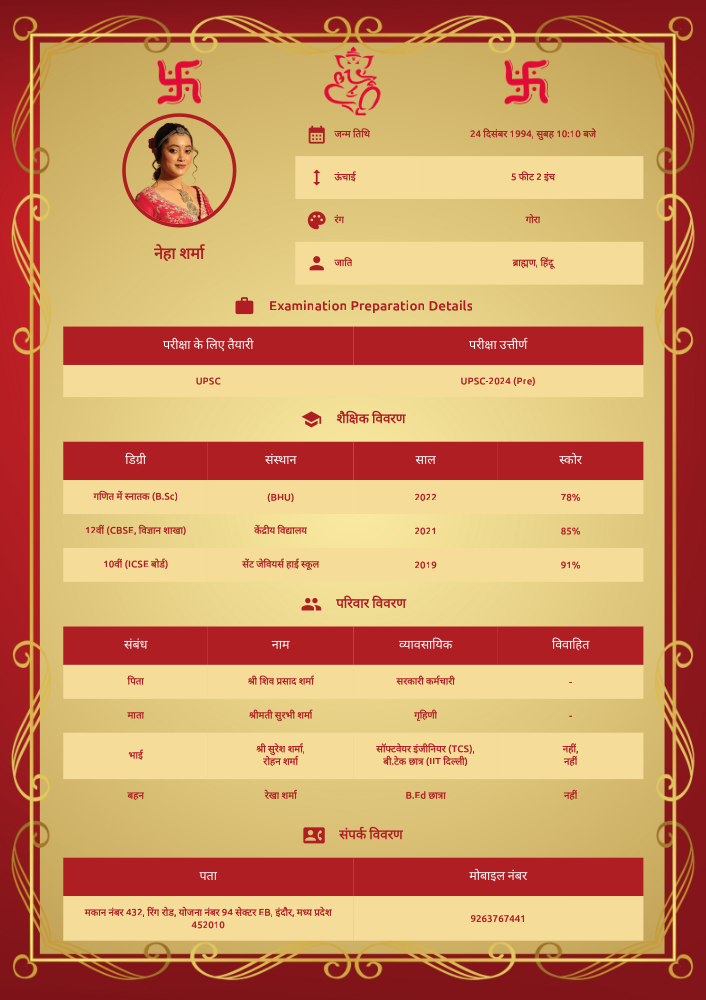 जन्म तिथि 24 दिसंबर 1994, सुबह 10:10 बजे
ऊंचाई 5 फीट 2 इंच
रंग गोरा
जाति ब्राह्मण, हिंदू
नेहा शर्मा
Examination Preparation Details
परीक्षा के लिए तैयारी परीक्षा उत्तीर्ण
UPSC UPSC-2024 (Pre)
शैक्षिक विवरण
डिग्री संस्थान साल स्कोर
गणित में स्नातक (B.Sc) (BHU) 2022 78%
12वीं (CBSE, विज्ञान शाखा) केंद्रीय विद्यालय 2021 85%
10वीं (ICSE बोर्ड) सेंट जेवियर्स हाई स्कूल 2019 91%
परिवार विवरण
संबंध नाम व्यावसायिक विवाहित
पिता श्री शिव प्रसाद शर्मा सरकारी कर्मचारी -
माता श्रीमती सुरभी शर्मा गृहिणी -
भाई श्री सुरेश शर्मा, सॉफ्टवेयर इंजीनियर (TCS), नहीं,
रोहन शर्मा बी.टेक छात्र (IIT दिल्ली) नहीं
बहन रेखा शर्मा B.Ed छात्रा नहीं
संपर्क विवरण
पता मोबाइल नंबर
मकान नंबर 432, रिंग रोड, योजना नंबर 94 सेक्टर EB, इंदौर, मध्य प्रदेश
452010
9263767441